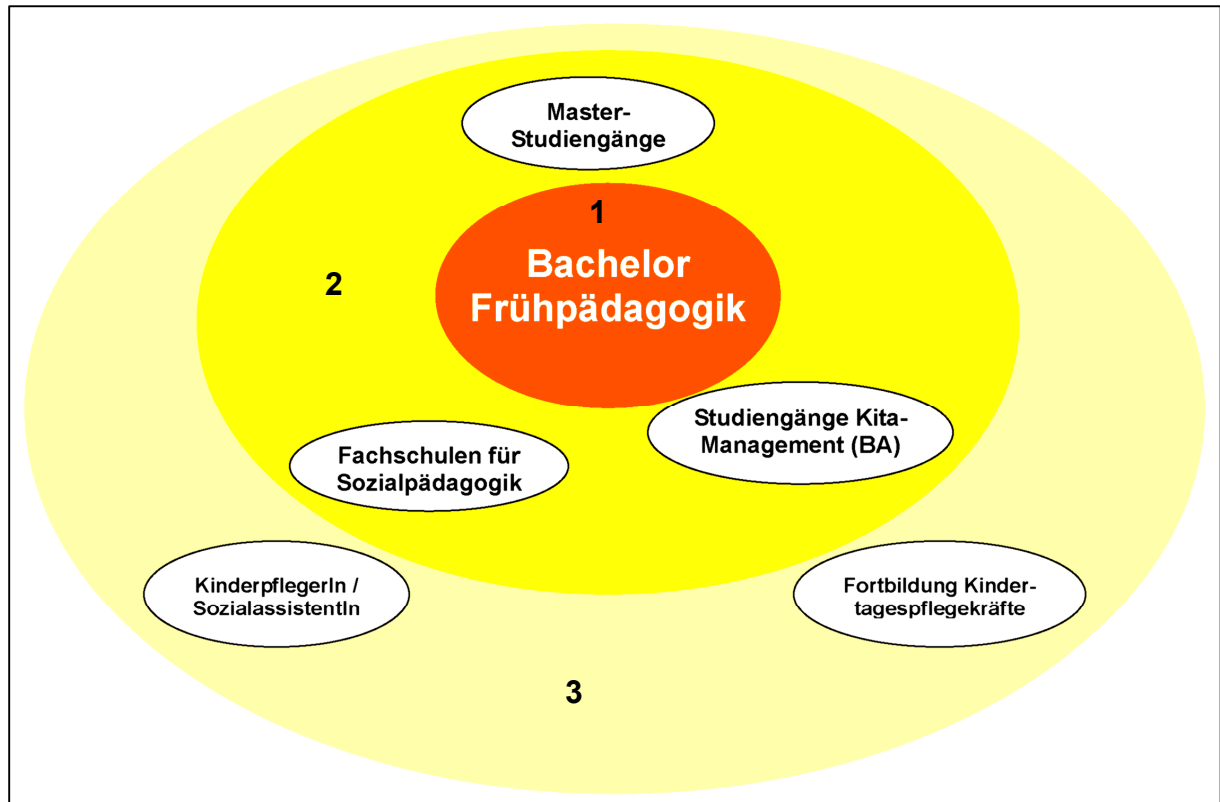 Master-
Studiengänge
1
Bachelor
Frühpädagogik
2
Studiengänge Kita-
Management (BA)
Fachschulen für
Sozialpädagogik
KinderpflegerIn /
SozialassistentIn
Fortbildung Kinder-
tagespflegekräfte
3